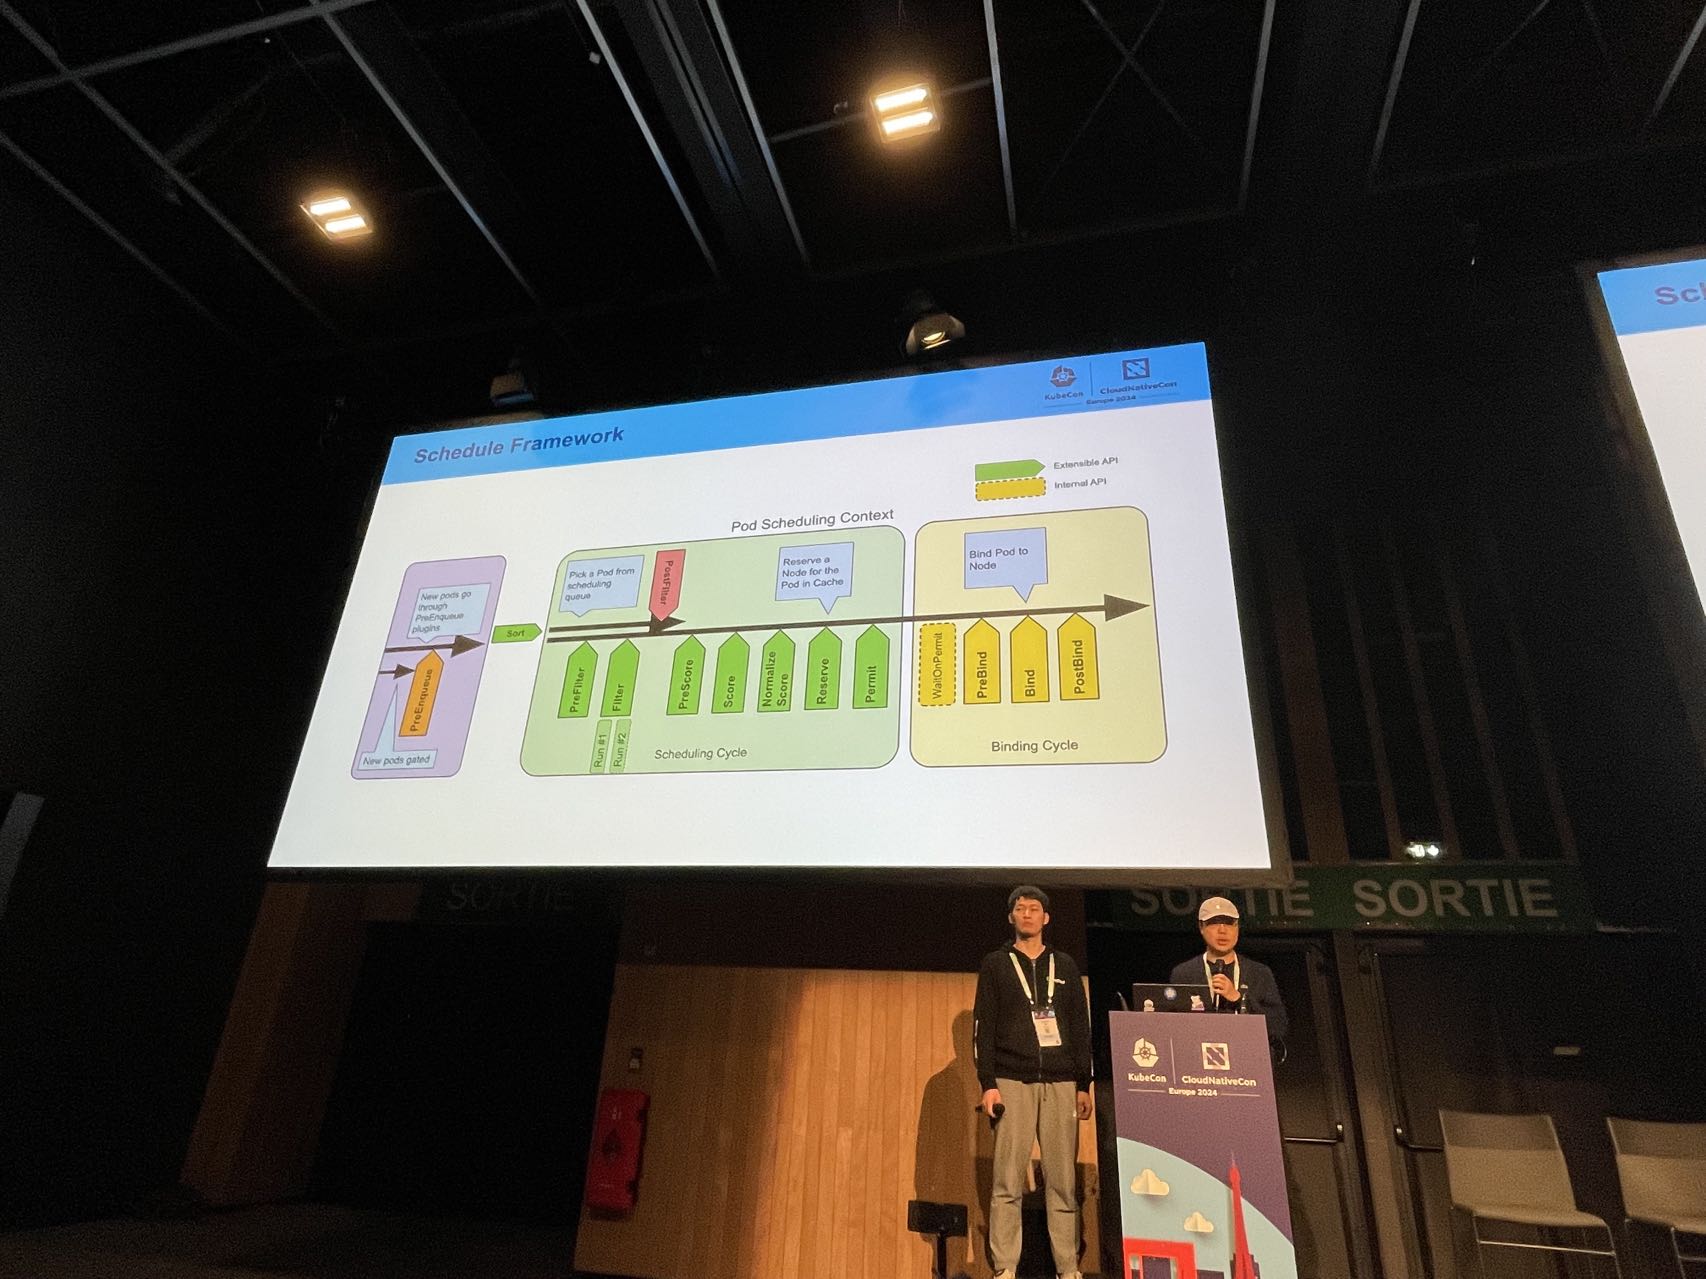 KubeCon
CloudNativeCon
Europe 2024
Schedule Framework
Sch
Extensible API
Internal API
Pod Scheduling Context
New pods go
through
PreEnqueue
plugins
PreEnqueue
New pods gated
Sort
Pick a Pod from
scheduling
queue
PostFilter
Reserve a
Node for the
Pod in Cache
PreFilter
Filter
Run #1
Run #2
PreScore
Score
Normalize
Score
Reserve
Permit
Scheduling Cycle
Bind Pod to
Node
WaitOnPermit
PreBind
Bind
PostBind
Binding Cycle
SORTIE
SORTIE
SORTIE
KubeCon
CloudNativeCon
Europe 2024